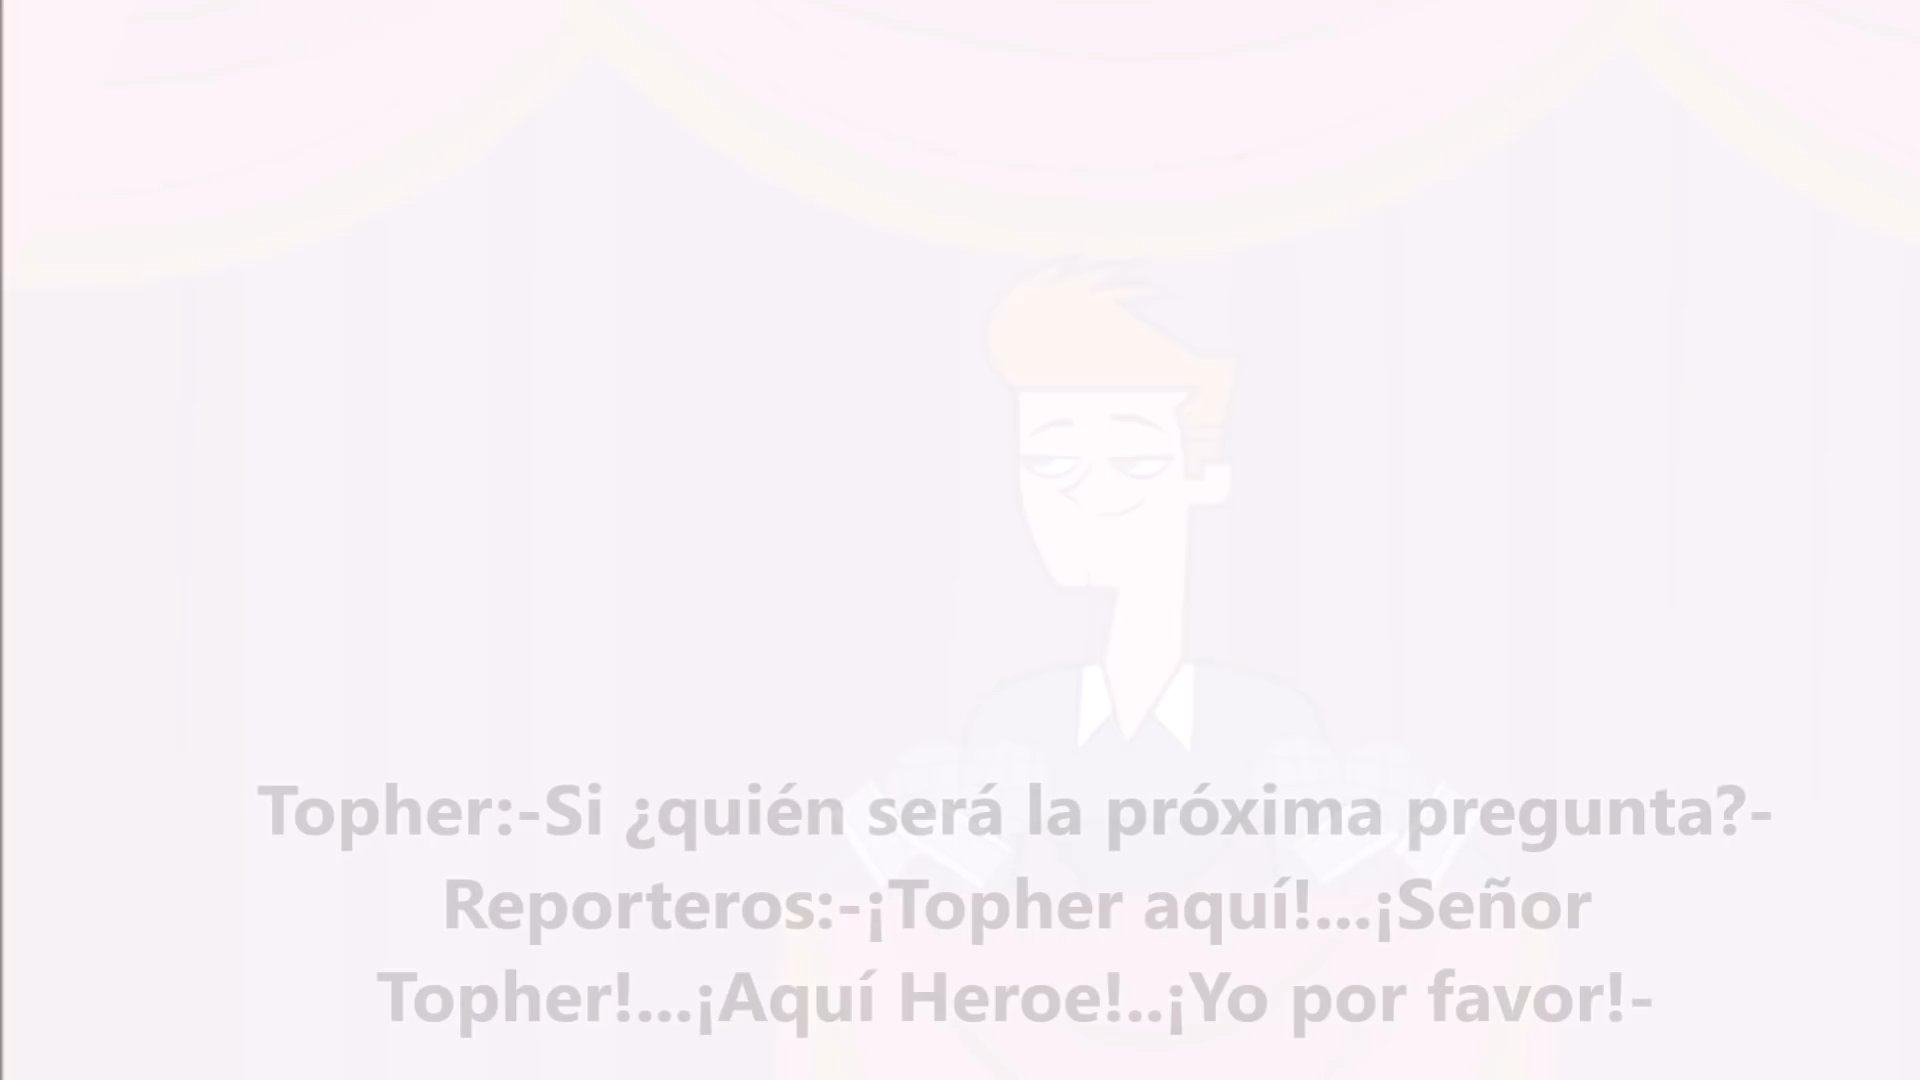 Topher:-Si ¿quién será la próxima pregunta?-
Reporteros:-¡Topher aquí!...¡Señor
Topher!...¡Aquí Heroe!..¡Yo por favor!-